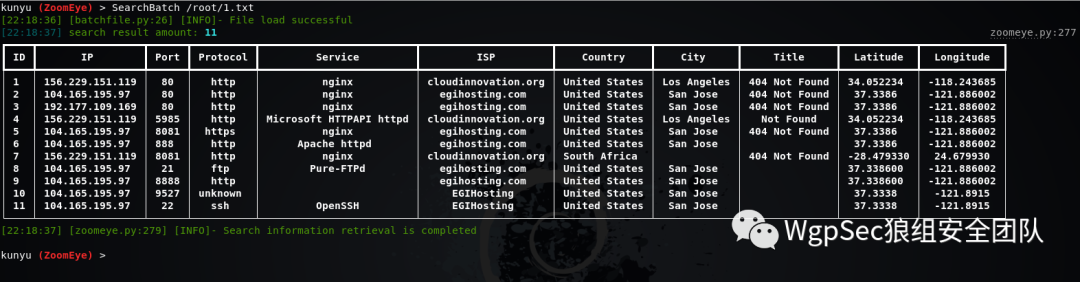 kunyu (ZoomEye) > SearchBatch /root/1.txt
[22:18:36] [batchfile.py:26] [INFO]- File load successful
[22:18:37] search result amount: 11 zoomeye.py:277
ID IP Port Protocol Service ISP Country City Title Latitude Longitude
1 156.229.151.119 80 http nginx cloudinnovation.org United States Los Angeles 404 Not Found 34.052234 -118.243685
2 104.165.195.97 80 http nginx egihosting.com United States San Jose 404 Not Found 37.3386 -121.886002
3 192.177.109.169 80 http nginx egihosting.com United States San Jose 404 Not Found 37.3386 -121.886002
4 156.229.151.119 5985 http Microsoft HTTPAPI httpd cloudinnovation.org United States Los Angeles Not Found 34.052234 -118.243685
5 104.165.195.97 8081 https nginx egihosting.com United States San Jose 404 Not Found 37.3386 -121.886002
6 104.165.195.97 888 http Apache httpd egihosting.com United States San Jose 37.3386 -121.886002
7 156.229.151.119 8081 http nginx cloudinnovation.org South Africa 404 Not Found -28.479330 24.679930
8 104.165.195.97 21 ftp Pure-FTPd egihosting.com United States San Jose 37.338600 -121.886002
9 104.165.195.97 8888 http egihosting.com United States San Jose 37.338600 -121.886002
10 104.165.195.97 9527 unknown EGIHosting United States San Jose 37.3338 -121.8915
11 104.165.195.97 22 ssh OpenSSH EGIHosting United States San Jose 37.3338 -121.8915
[22:18:37] [zoomeye.py:279] [INFO]- Search information retrieval is completed
WgpSec狼组安全团队
kunyu (ZoomEye) >